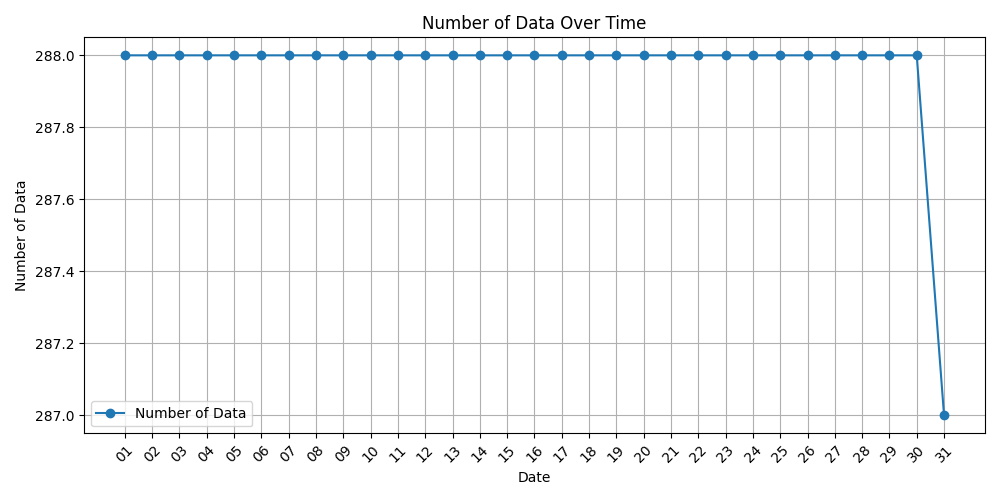 Number of Data Over Time
Number of Data
288.0
287.8
287.6
287.4
287.2
287.0
Number of Data
01 02 03 04 05 06 07 08 09 10 11 12 13 14 15 16 17 18 19 20 21 22 23 24 25 26 27 28 29 30 31
Date